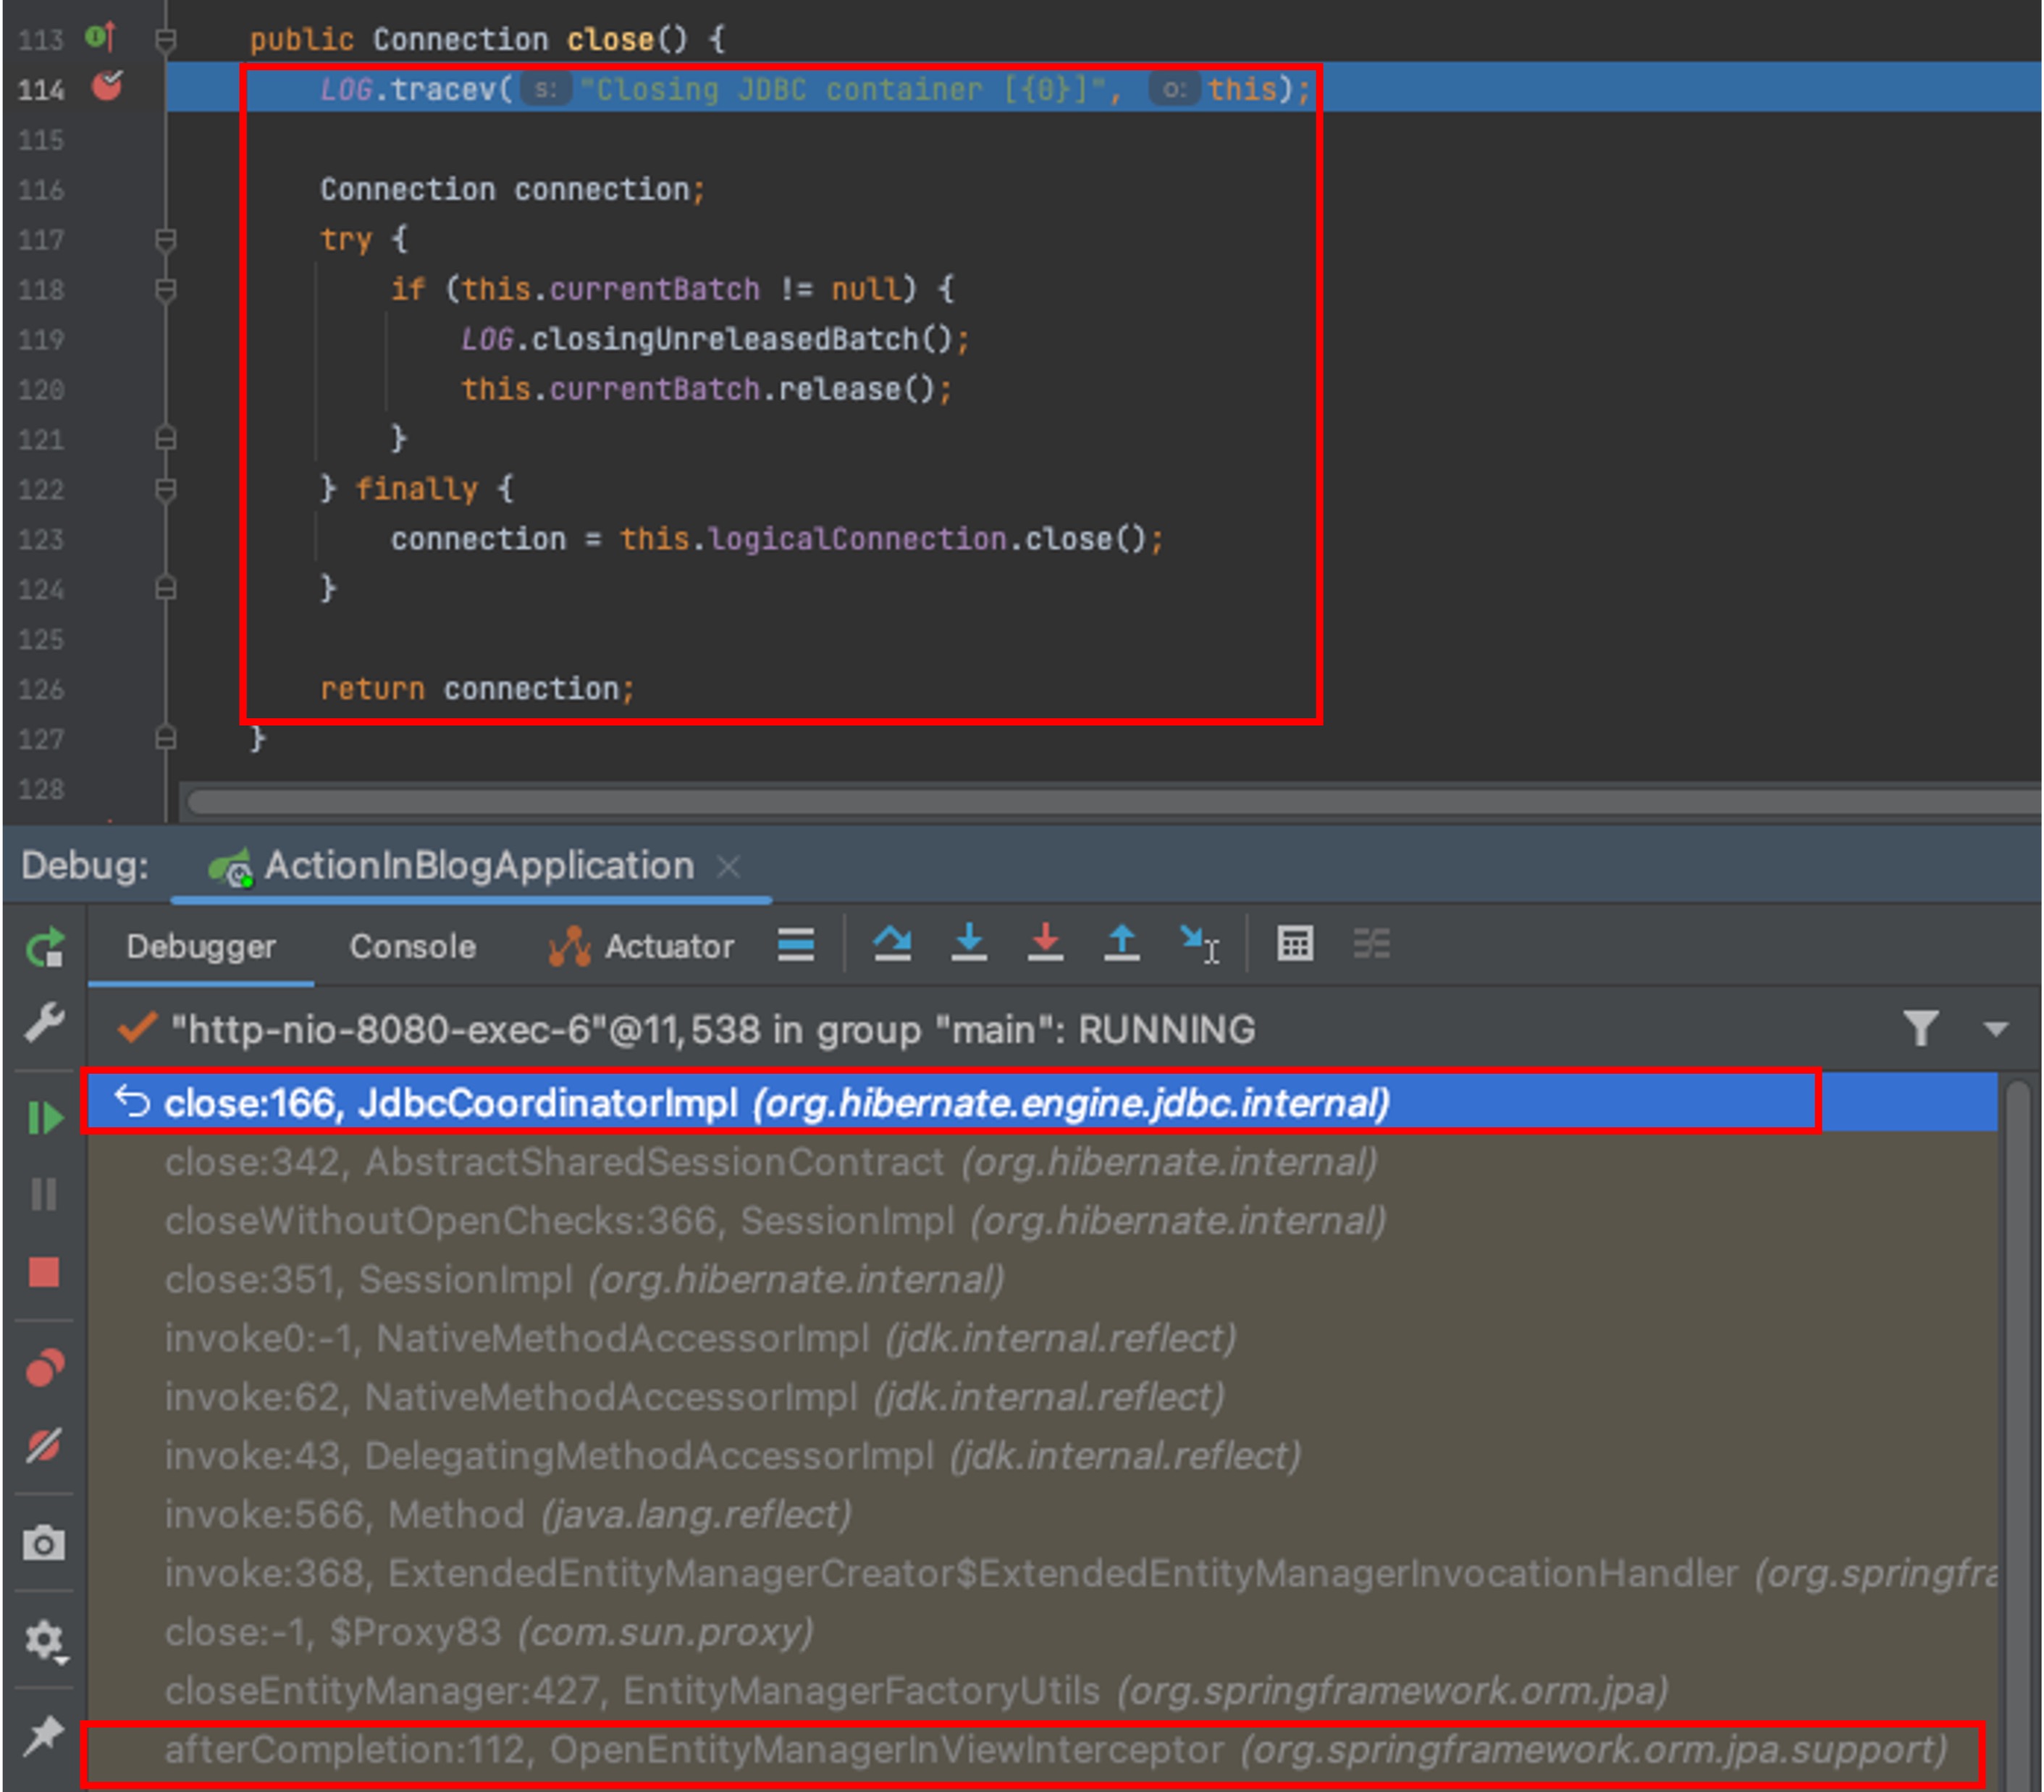 113 public Connection close() {
114 LOG.tracev( s: "Closing JDBC container [{0}]", o: this);
115
116 Connection connection;
117 try {
118 if (this.currentBatch != null) {
119 LOG.closingUnreleasedBatch();
120 this.currentBatch.release();
121 }
122 } finally {
123 connection = this.logicalConnection.close();
124 }
125
126 return connection;
127 }
128
Debug: ActionInBlogApplication
Debugger Console Actuator
"http-nio-8080-exec-6"@11,538 in group "main": RUNNING
close:166, JdbcCoordinatorImpl (org.hibernate.engine.jdbc.internal)
close:342, AbstractSharedSessionContract (org.hibernate.internal)
closeWithoutOpenChecks:366, SessionImpl (org.hibernate.internal)
close:351, SessionImpl (org.hibernate.internal)
invoke0:-1, NativeMethodAccessorImpl (jdk.internal.reflect)
invoke:62, NativeMethodAccessorImpl (jdk.internal.reflect)
invoke:43, DelegatingMethodAccessorImpl (jdk.internal.reflect)
invoke:566, Method (java.lang.reflect)
invoke:368, ExtendedEntityManagerCreator$ExtendedEntityManagerInvocationHandler (org.springfra
close:-1, $Proxy83 (com.sun.proxy)
closeEntityManager:427, EntityManagerFactoryUtils (org.springframework.orm.jpa)
afterCompletion:112, OpenEntityManagerInViewInterceptor (org.springframework.orm.jpa.support)